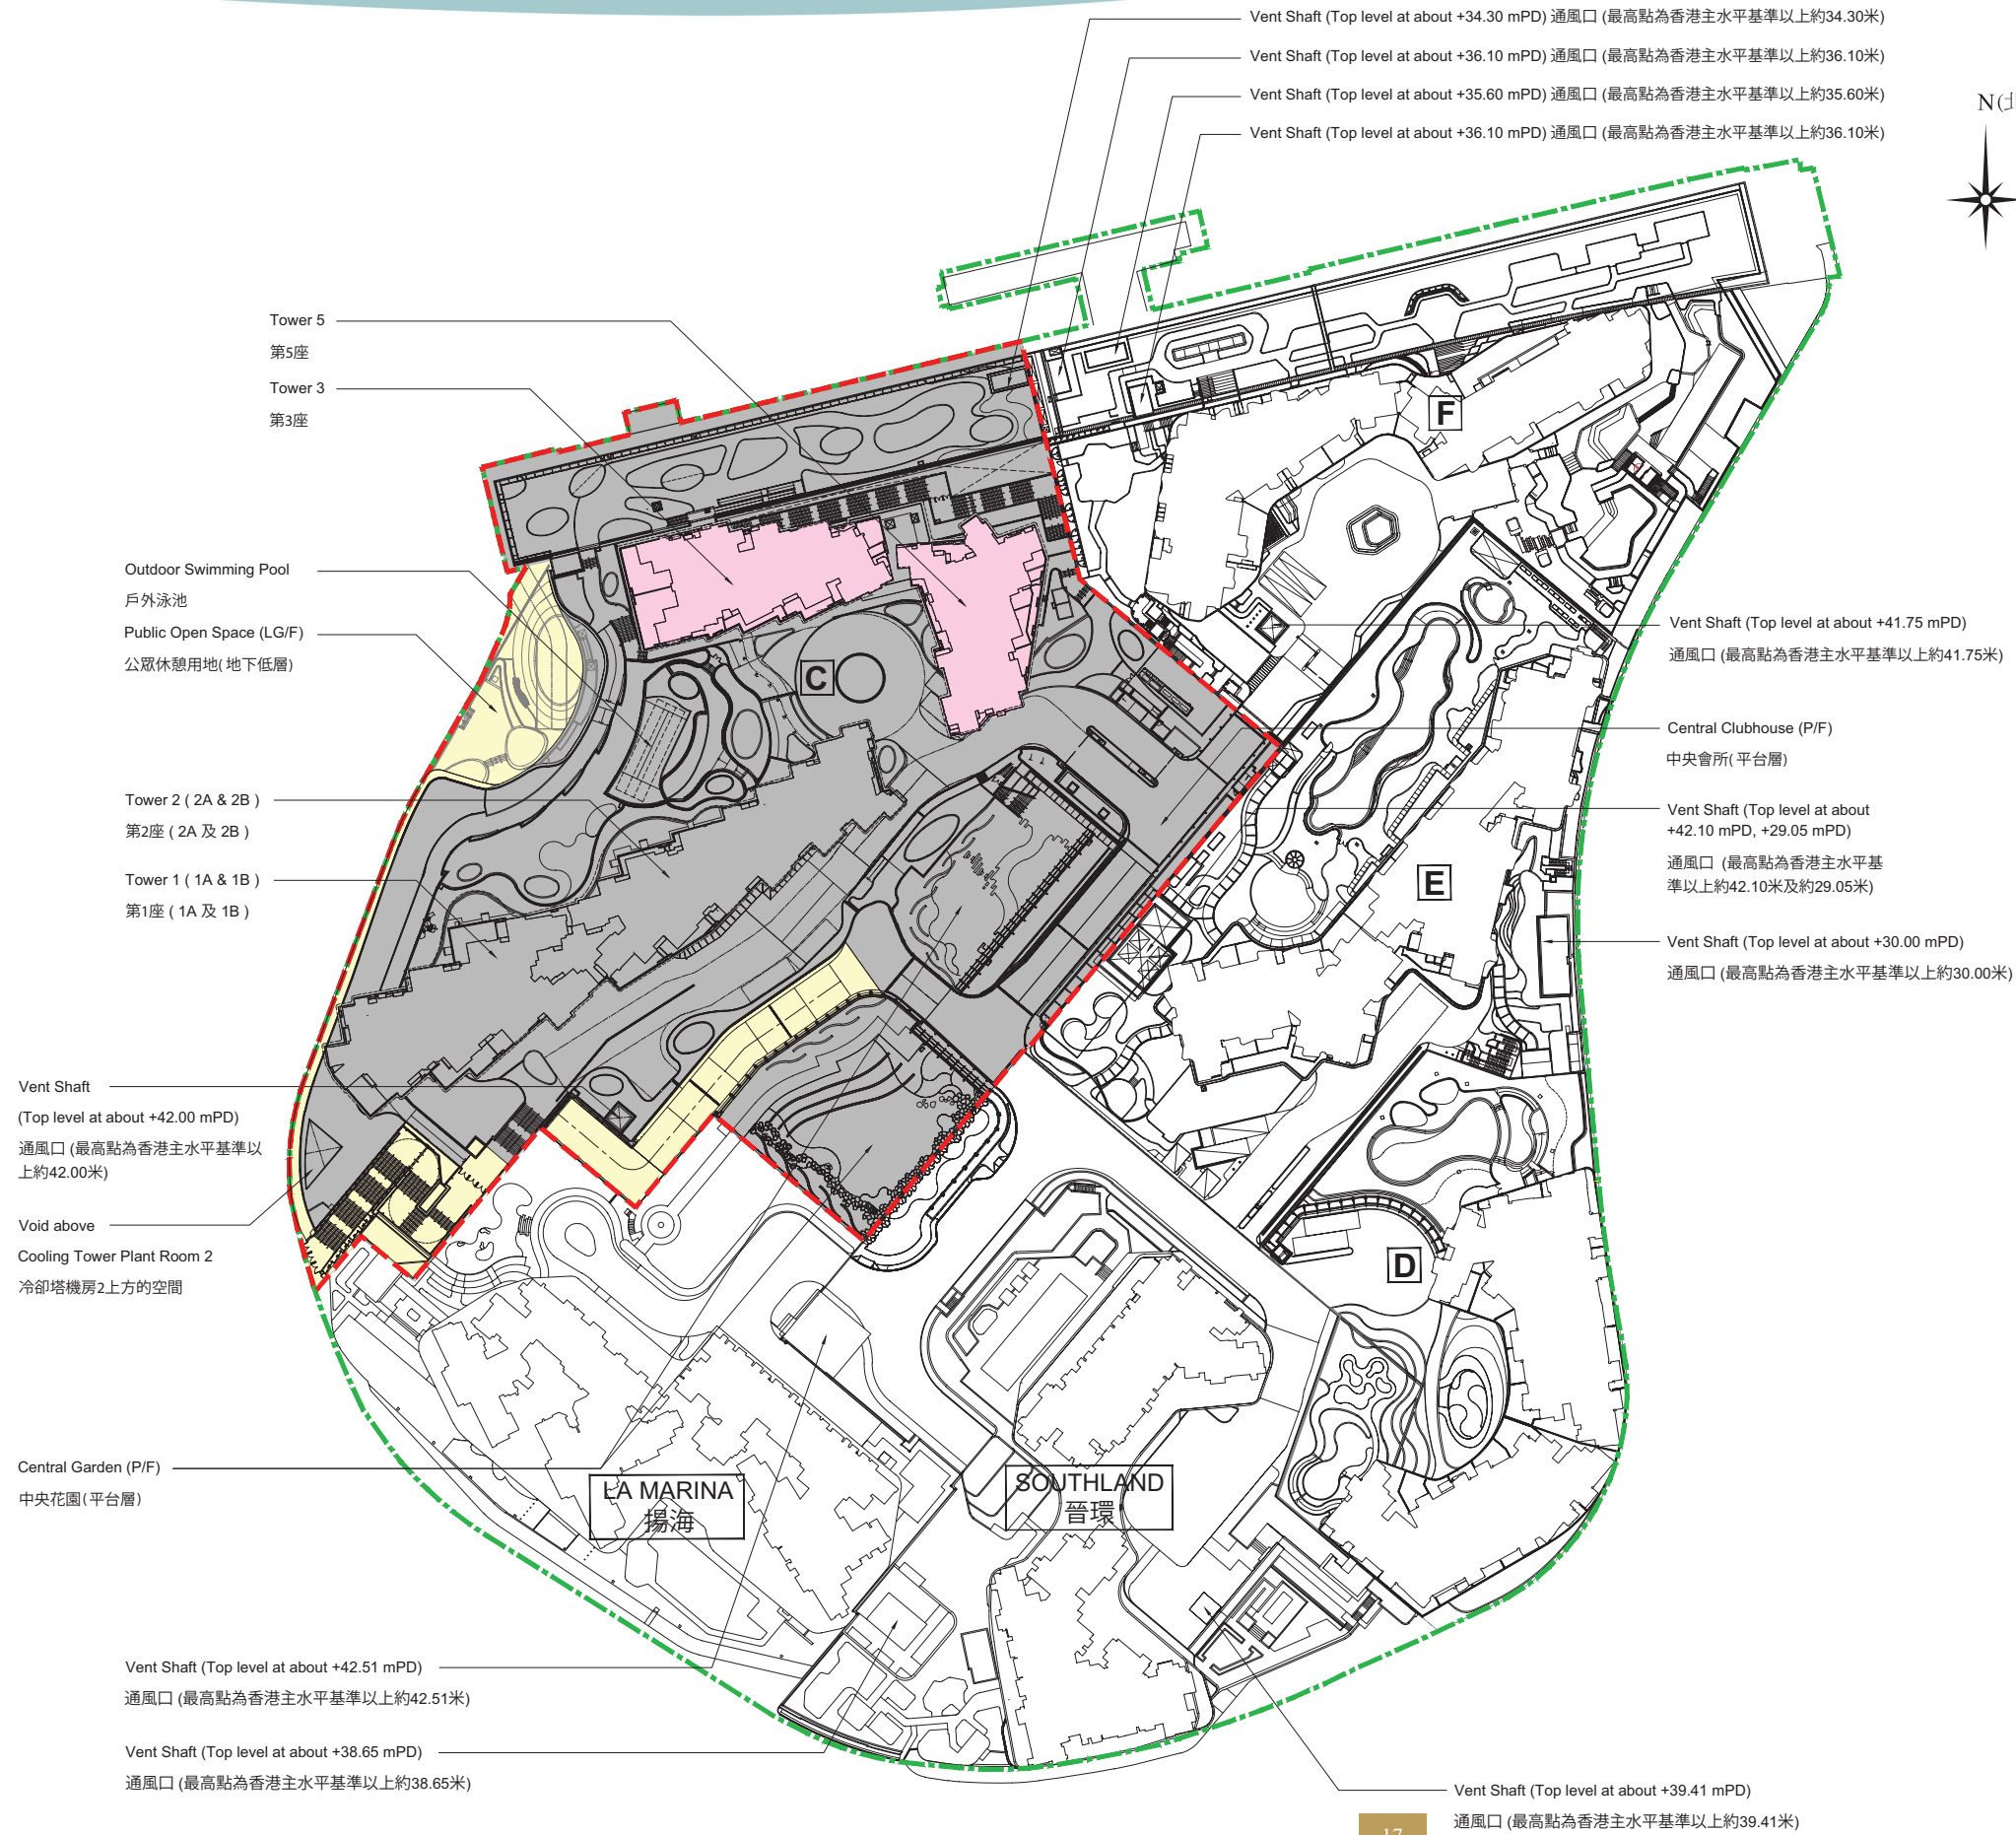 Vent Shaft (Top level at about +34.30 mPD) 通風口 (最高點為香港主水平基準以上約34.30米)
Vent Shaft (Top level at about +36.10 mPD) 通風口 (最高點為香港主水平基準以上約36.10米)
Vent Shaft (Top level at about +35.60 mPD) 通風口 (最高點為香港主水平基準以上約35.60米)
Vent Shaft (Top level at about +36.10 mPD) 通風口 (最高點為香港主水平基準以上約36.10米)
N
Tower 5
第5座
Tower 3
第3座
F
Outdoor Swimming Pool
戶外泳池
Public Open Space (LG/F)
公眾休憩用地(地下低層)
C
Vent Shaft (Top level at about +41.75 mPD)
通風口 (最高點為香港主水平基準以上約41.75米)
Central Clubhouse (P/F)
中央會所(平台層)
Tower 2 ( 2A & 2B )
第2座 ( 2A 及 2B )
Vent Shaft (Top level at about
+42.10 mPD, +29.05 mPD)
通風口 (最高點為香港主水平基
準以上約42.10米及約29.05米)
Tower 1 ( 1A & 1B )
第1座 ( 1A 及 1B )
E
Vent Shaft (Top level at about +30.00 mPD)
通風口 (最高點為香港主水平基準以上約30.00米)
Vent Shaft
(Top level at about +42.00 mPD)
通風口 (最高點為香港主水平基準以
上約42.00米)
Void above
Cooling Tower Plant Room 2
冷卻塔機房2上方的空間
D
Central Garden (P/F)
中央花園(平台層)
LA MARINA
揚海
SOUTHLAND
晉環
Vent Shaft (Top level at about +42.51 mPD)
通風口 (最高點為香港主水平基準以上約42.51米)
Vent Shaft (Top level at about +38.65 mPD)
通風口 (最高點為香港主水平基準以上約38.65米)
Vent Shaft (Top level at about +39.41 mPD)
通風口 (最高點為香港主水平基準以上約39.41米)
17